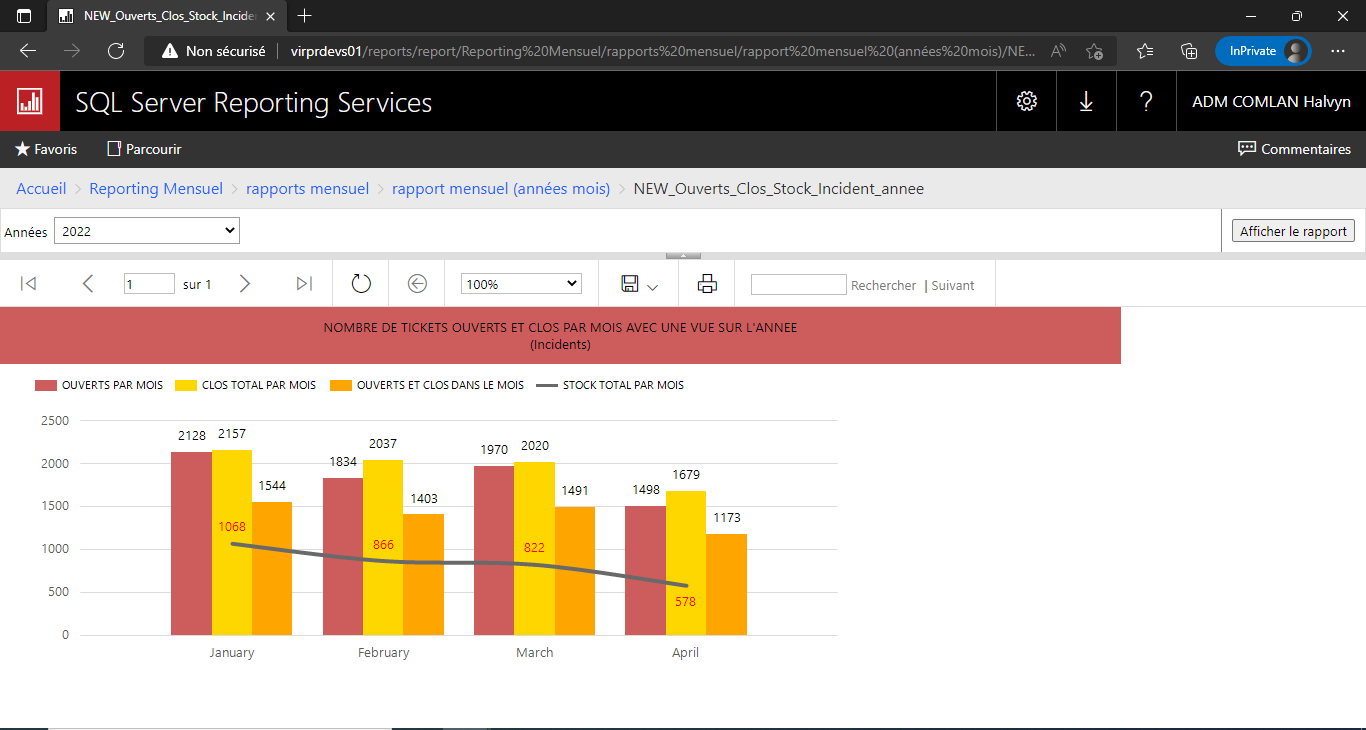 NEW_Ouverts_Clos_Stock_Incide
Non sécurisé virprdevs01/reports/report/Reporting%20Mensuel/rapports%20mensuel/rapport%20mensuel%20(années%20mois)/NE... InPrivate
SQL Server Reporting Services ? ADM COMLAN Halvyn
Favoris Parcourir Commentaires
Accueil > Reporting Mensuel > rapports mensuel > rapport mensuel (années mois) > NEW_Ouverts_Clos_Stock_Incident_annee
Années 2022 Afficher le rapport
1 sur 1 100% Rechercher | Suivant
NOMBRE DE TICKETS OUVERTS ET CLOS PAR MOIS AVEC UNE VUE SUR L'ANNEE
(Incidents)
OUVERTS PAR MOIS CLOS TOTAL PAR MOIS OUVERTS ET CLOS DANS LE MOIS STOCK TOTAL PAR MOIS
2500
2128 2157 2037 1970 2020
2000 1834
1544 1403 1491 1498 1679
1500
1068 866 822 1173
1000
500 578
0
January February March April